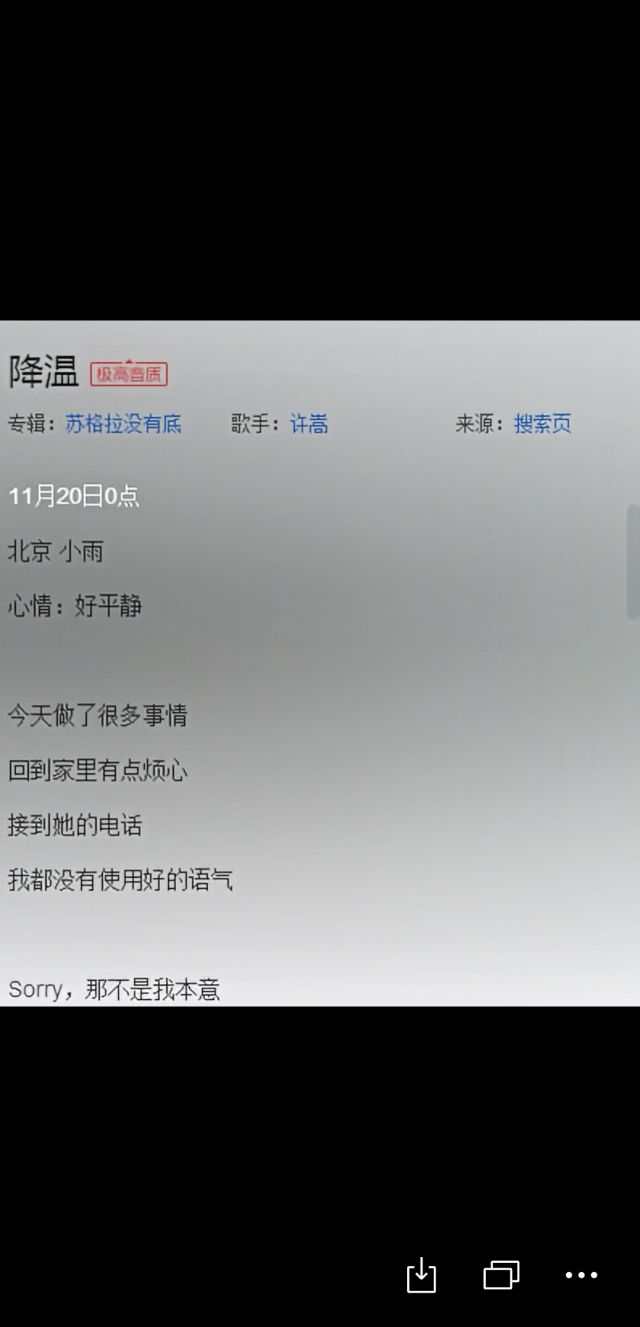 降温 极高音质
专辑：苏格拉没有底 歌手：许嵩 来源：搜索页
11月20日0点
北京 小雨
心情：好平静
今天做了很多事情
回到家里有点烦心
接到她的电话
我都没有使用好的语气
Sorry，那不是我本意